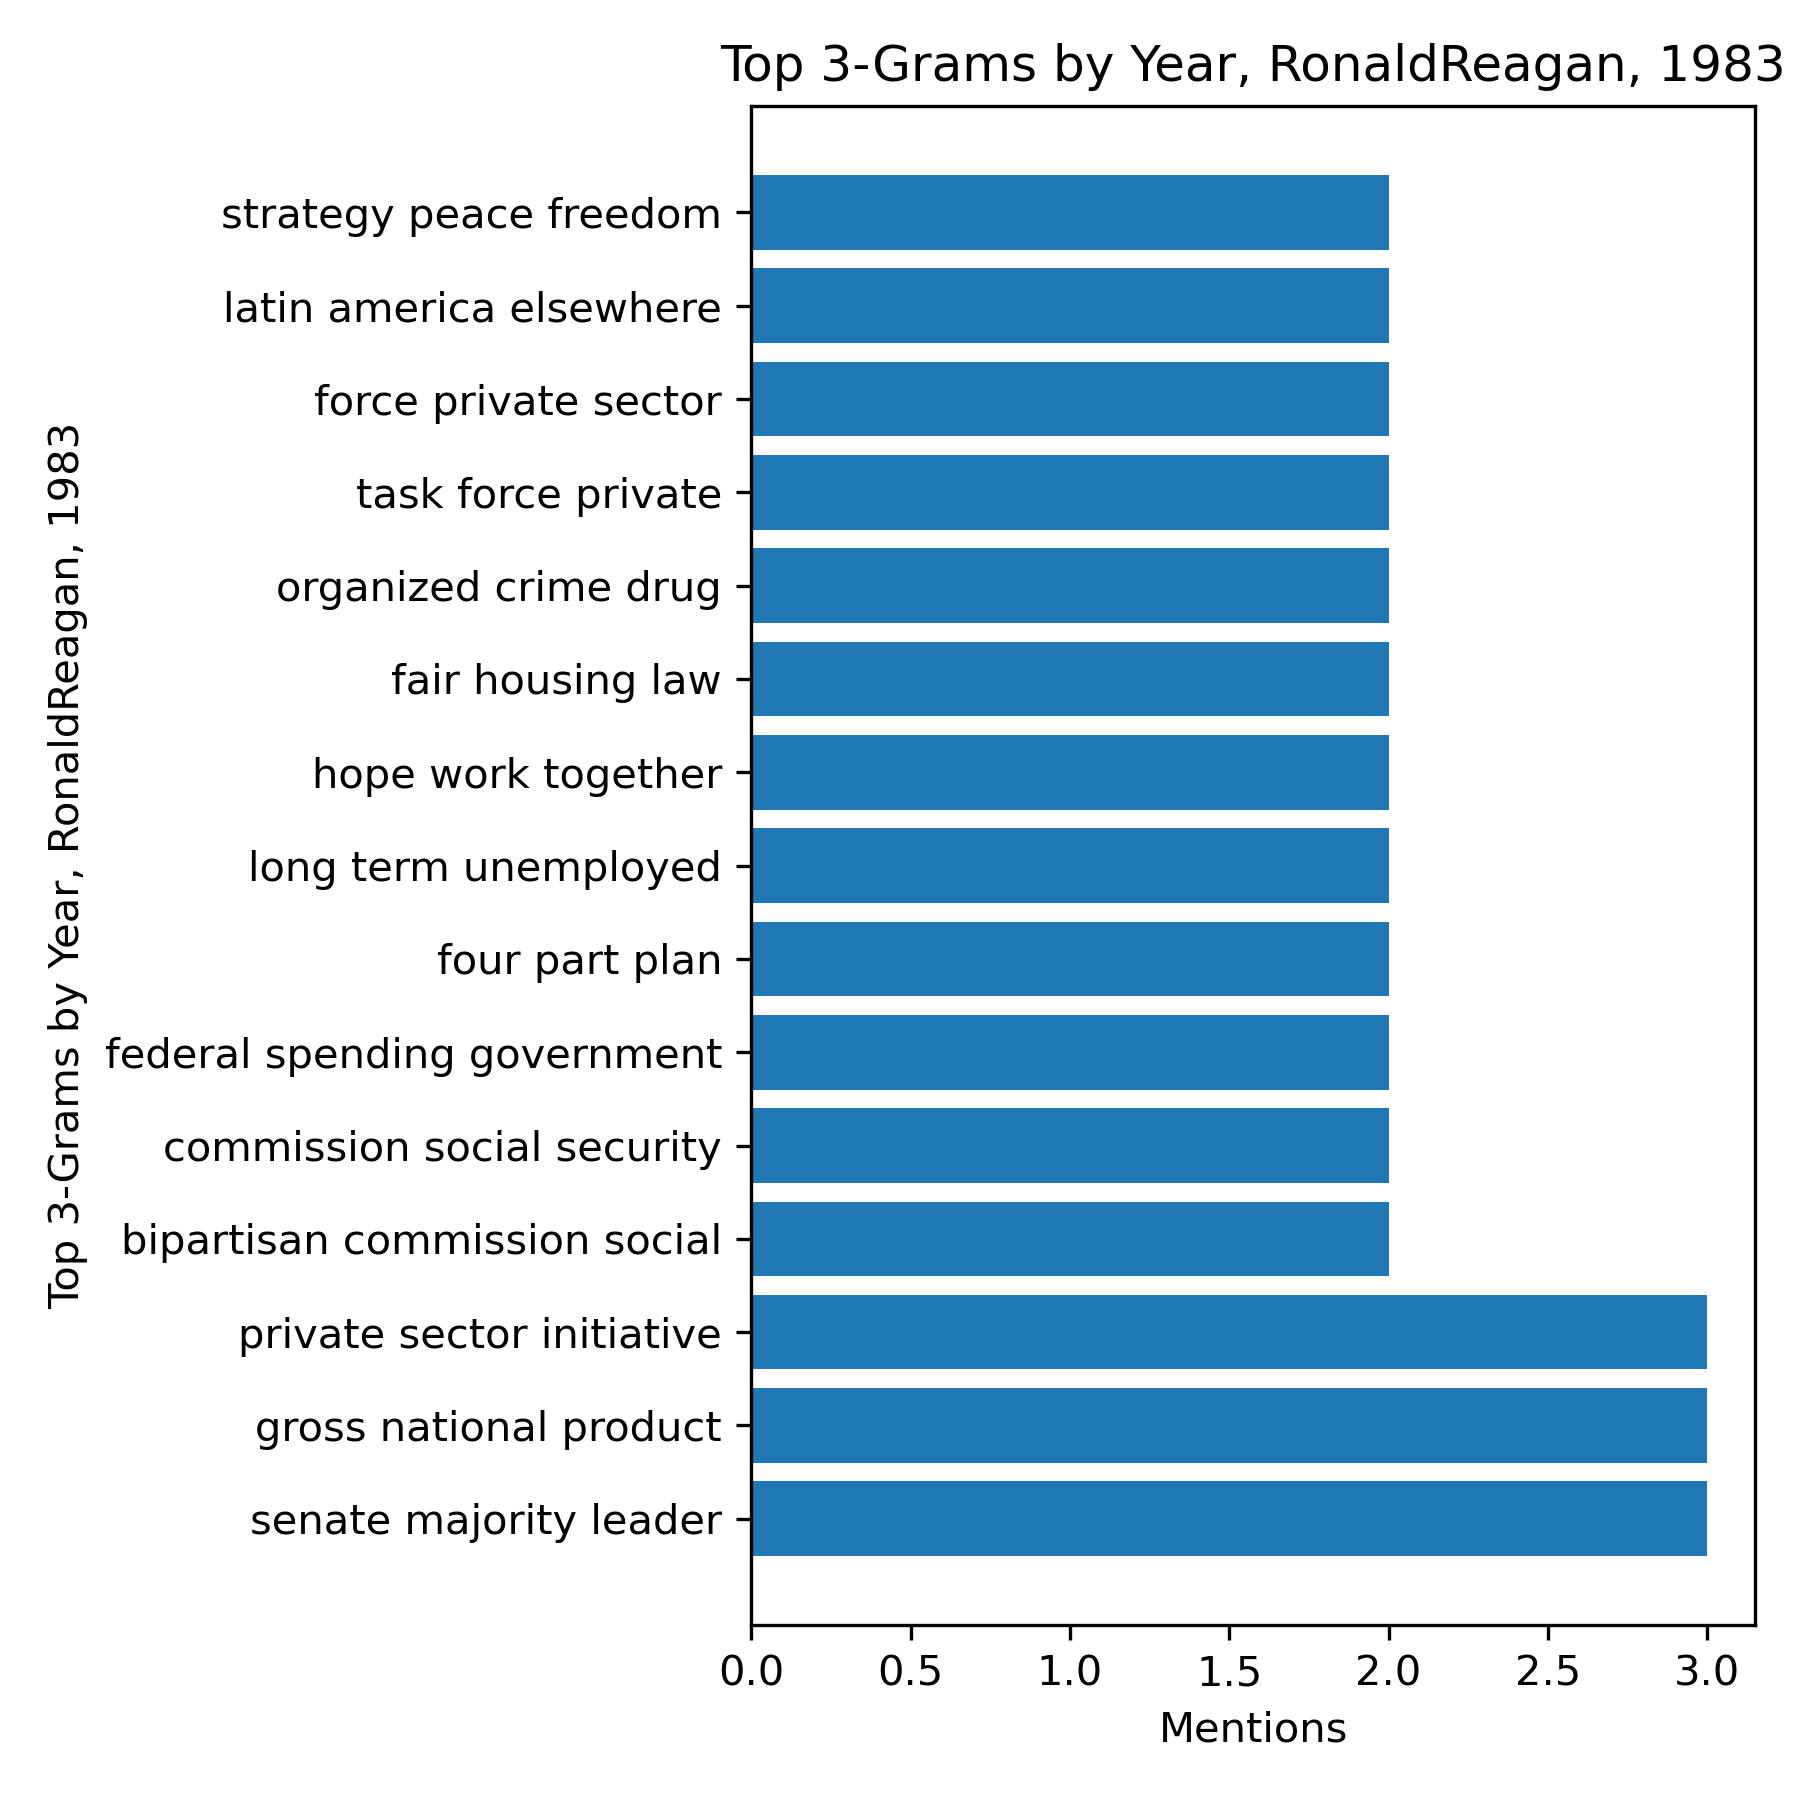 Top 3-Grams by Year, RonaldReagan, 1983
Top 3-Grams by Year, RonaldReagan, 1983
strategy peace freedom
latin america elsewhere
force private sector
task force private
organized crime drug
fair housing law
hope work together
long term unemployed
four part plan
federal spending government
commission social security
bipartisan commission social
private sector initiative
gross national product
senate majority leader
0.0 0.5 1.0 1.5 2.0 2.5 3.0
Mentions